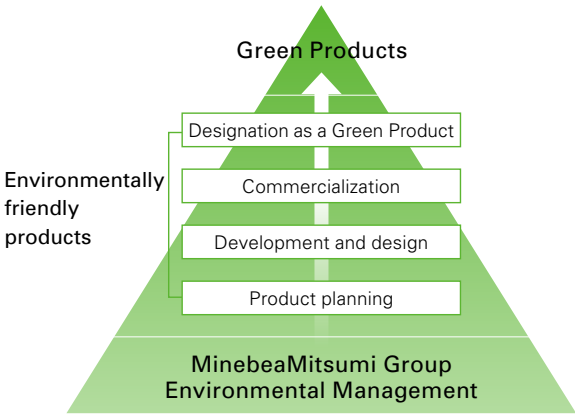 Green Products
Designation as a Green Product
Commercialization
Development and design
Product planning
Environmentally
friendly
products
MinebeaMitsumi Group
Environmental Management